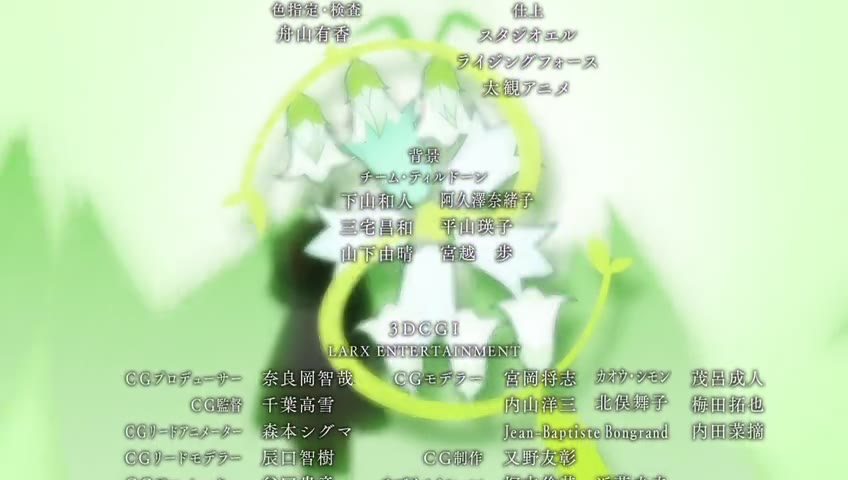 色指定・検査　仕上
舟山有香　スタジオエル
ライジングフォース
大観アニメ
背景
チーム・ティルドーン
下山和人　阿久澤奈緒子
三宅昌和　平山瑛子
山下由晴　宮越　歩
3DCGI
LARX ENTERTAINMENT
CGプロデューサー　奈良岡智哉　CGモデラー　宮岡将志　カオウ・シモン　茂呂成人
CG監督　千葉高雪　内山洋三　北俣舞子　梅田拓也
CGリードアニメーター　森本シグマ　Jean-Baptiste Bongrand　内田菜摘
CGリードモデラー　辰口智樹　CG制作　又野友彰